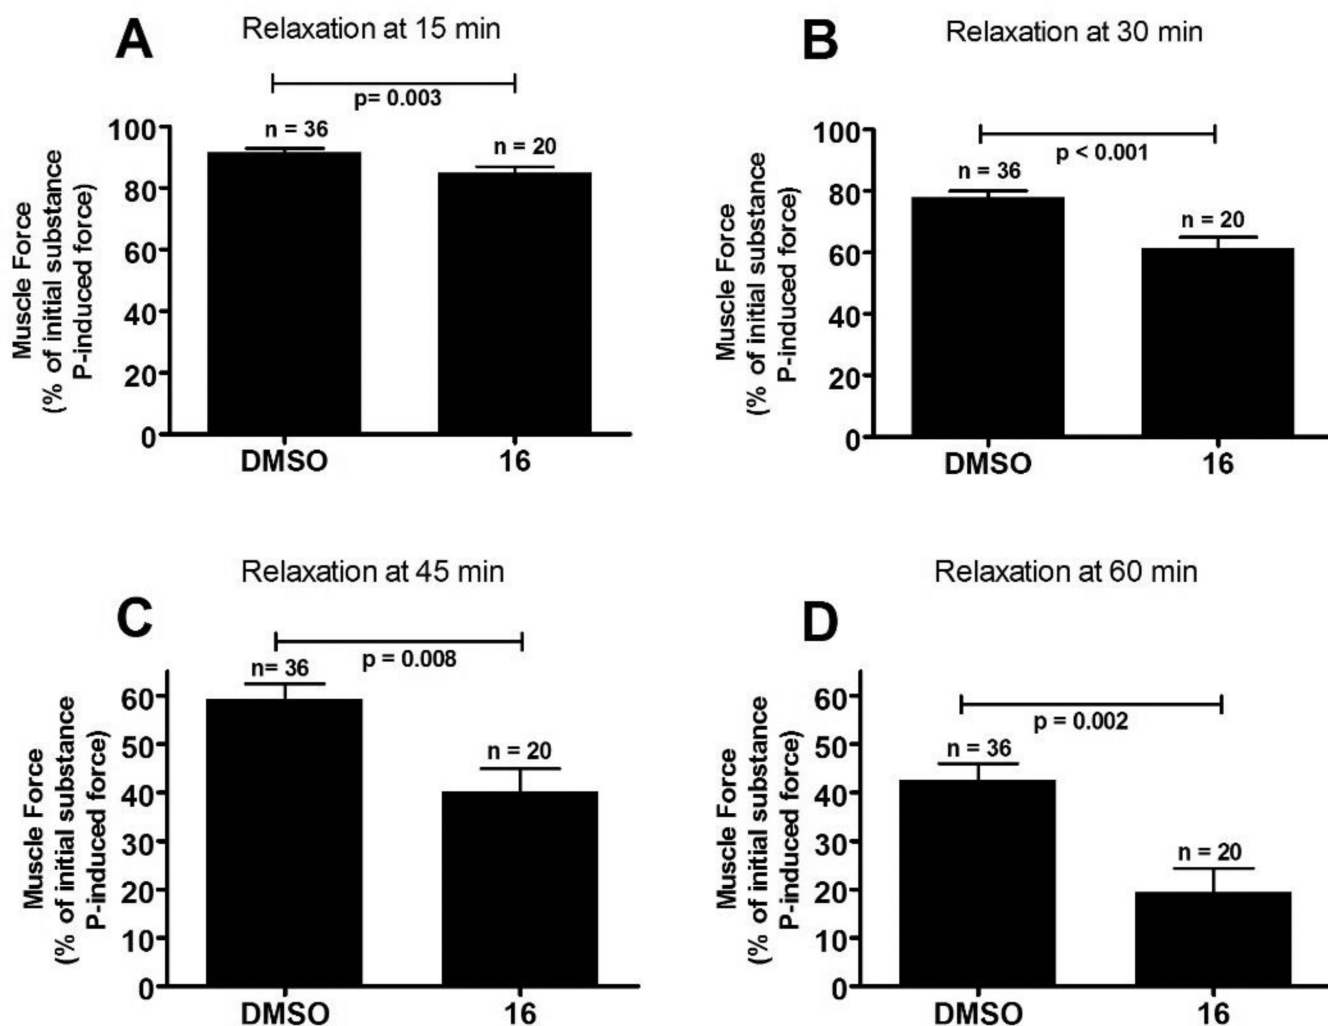 A
Relaxation at 15 min
p= 0.003
n = 36
n = 20
100
80
60
40
20
0
Muscle Force
(% of initial substance
P-induced force)
DMSO
16
B
Relaxation at 30 min
p < 0.001
n = 36
n = 20
100
80
60
40
20
0
Muscle Force
(% of initial substance
P-induced force)
DMSO
16
C
Relaxation at 45 min
p = 0.008
n= 36
n = 20
60
50
40
30
20
10
0
Muscle Force
(% of initial substance
P-induced force)
DMSO
16
D
Relaxation at 60 min
p = 0.002
n = 36
n = 20
60
50
40
30
20
10
0
Muscle Force
(% of initial substance
P-induced force)
DMSO
16